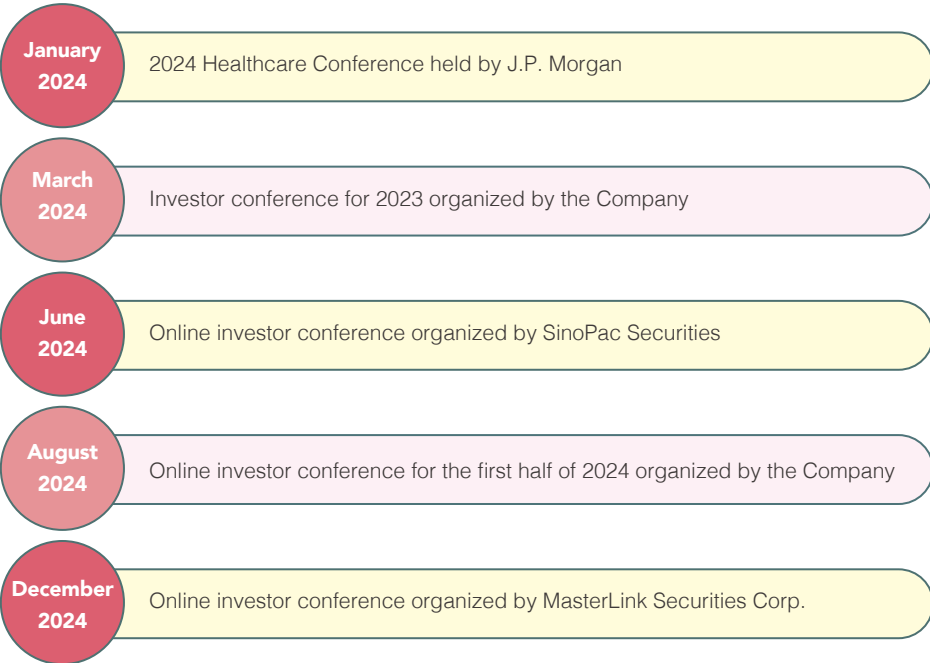 January
2024
2024 Healthcare Conference held by J.P. Morgan
March
2024
Investor conference for 2023 organized by the Company
June
2024
Online investor conference organized by SinoPac Securities
August
2024
Online investor conference for the first half of 2024 organized by the Company
December
2024
Online investor conference organized by MasterLink Securities Corp.